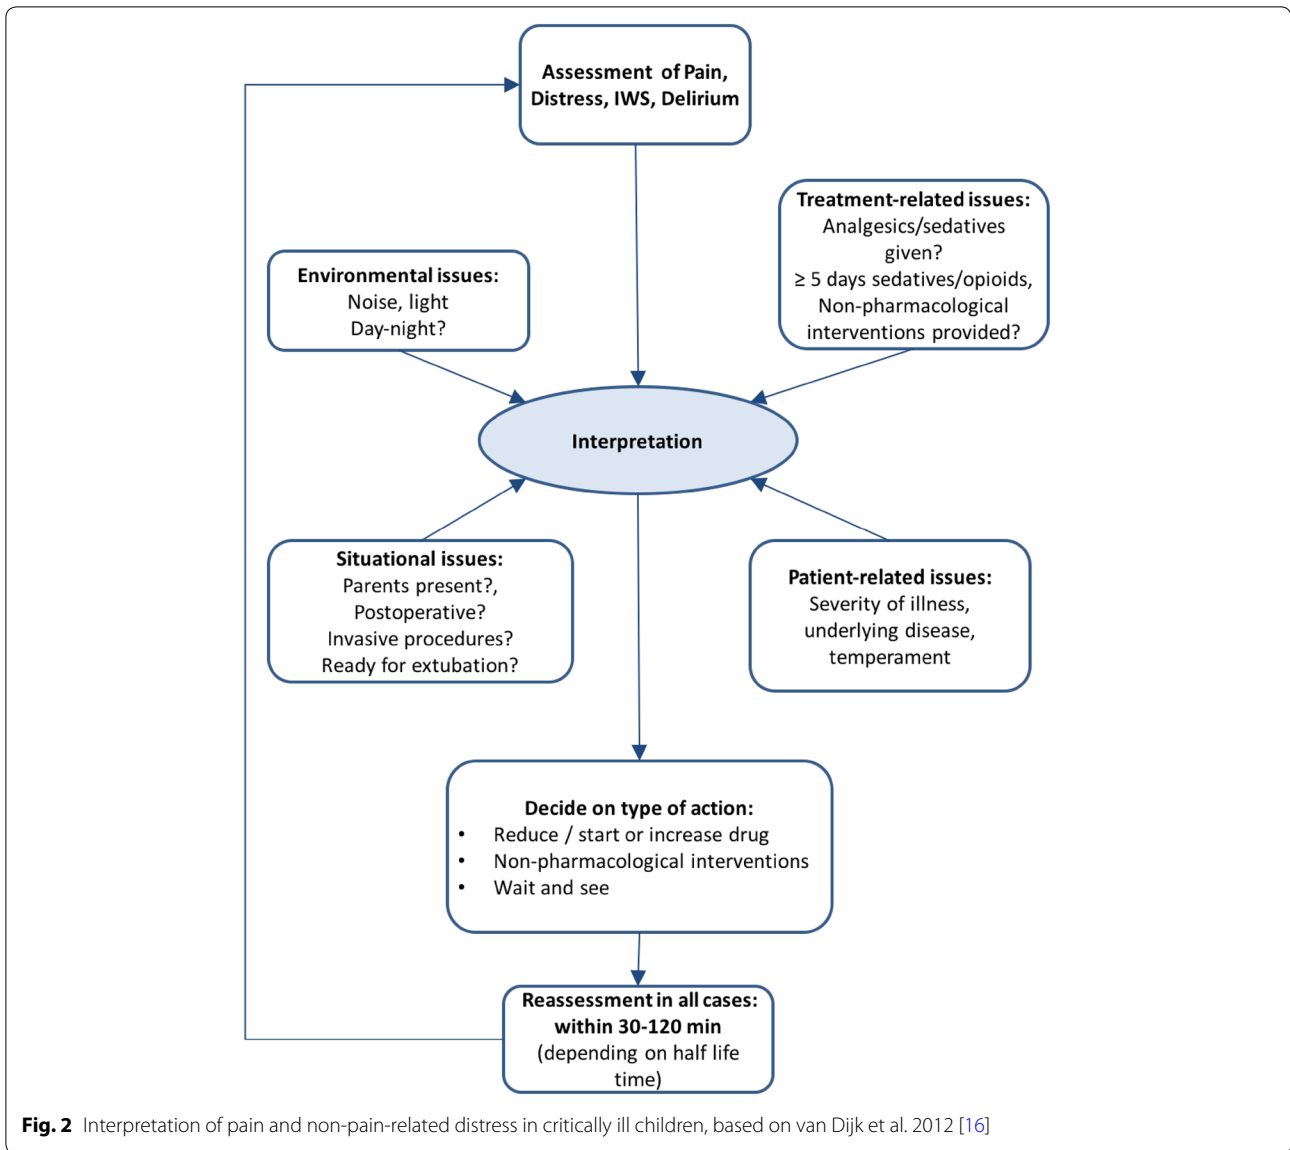 Assessment of Pain,
Distress, IWS, Delirium
Treatment-related issues:
Analgesics/sedatives
given?
≥ 5 days sedatives/opioids,
Non-pharmacological
interventions provided?
Environmental issues:
Noise, light
Day-night?
Interpretation
Situational issues:
Parents present?,
Postoperative?
Invasive procedures?
Ready for extubation?
Patient-related issues:
Severity of illness,
underlying disease,
temperament
Decide on type of action:
• Reduce / start or increase drug
• Non-pharmacological interventions
• Wait and see
Reassessment in all cases:
within 30-120 min
(depending on half life
time)
Fig. 2 Interpretation of pain and non-pain-related distress in critically ill children, based on van Dijk et al. 2012 [16]